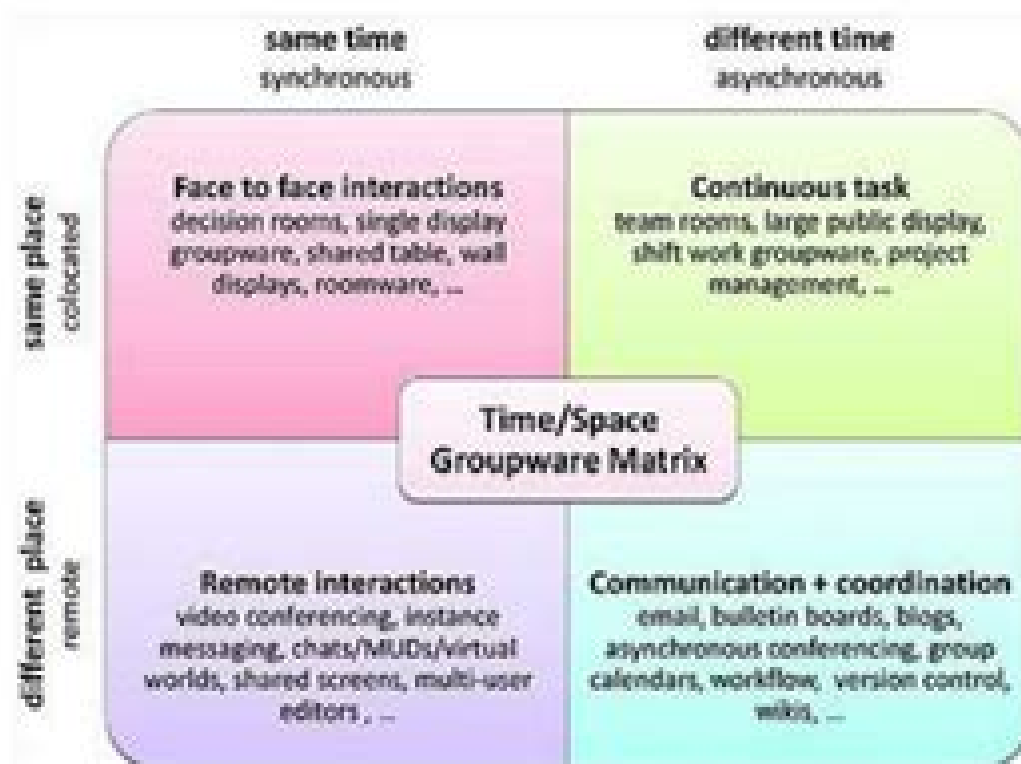 same time
synchronous
different time
asynchronous
same place
colocated
Face to face interactions
decision rooms, single display
groupware, shared table, wall
displays, roomware, ...
Continuous task
team rooms, large public display,
shift work groupware, project
management, ...
Time/Space
Groupware Matrix
different place
remote
Remote interactions
video conferencing, instance
messaging, chats/MUDs/virtual
worlds, shared screens, multi-user
editors, ...
Communication + coordination
email, bulletin boards, blogs,
asynchronous conferencing, group
calendars, workflow, version control,
wikis, ...